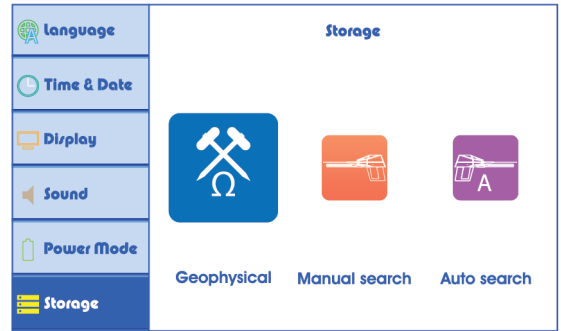 Language
Time & Date
Display
Sound
Power Mode
Storage
Storage
Ω
A
Geophysical
Manual search
Auto search